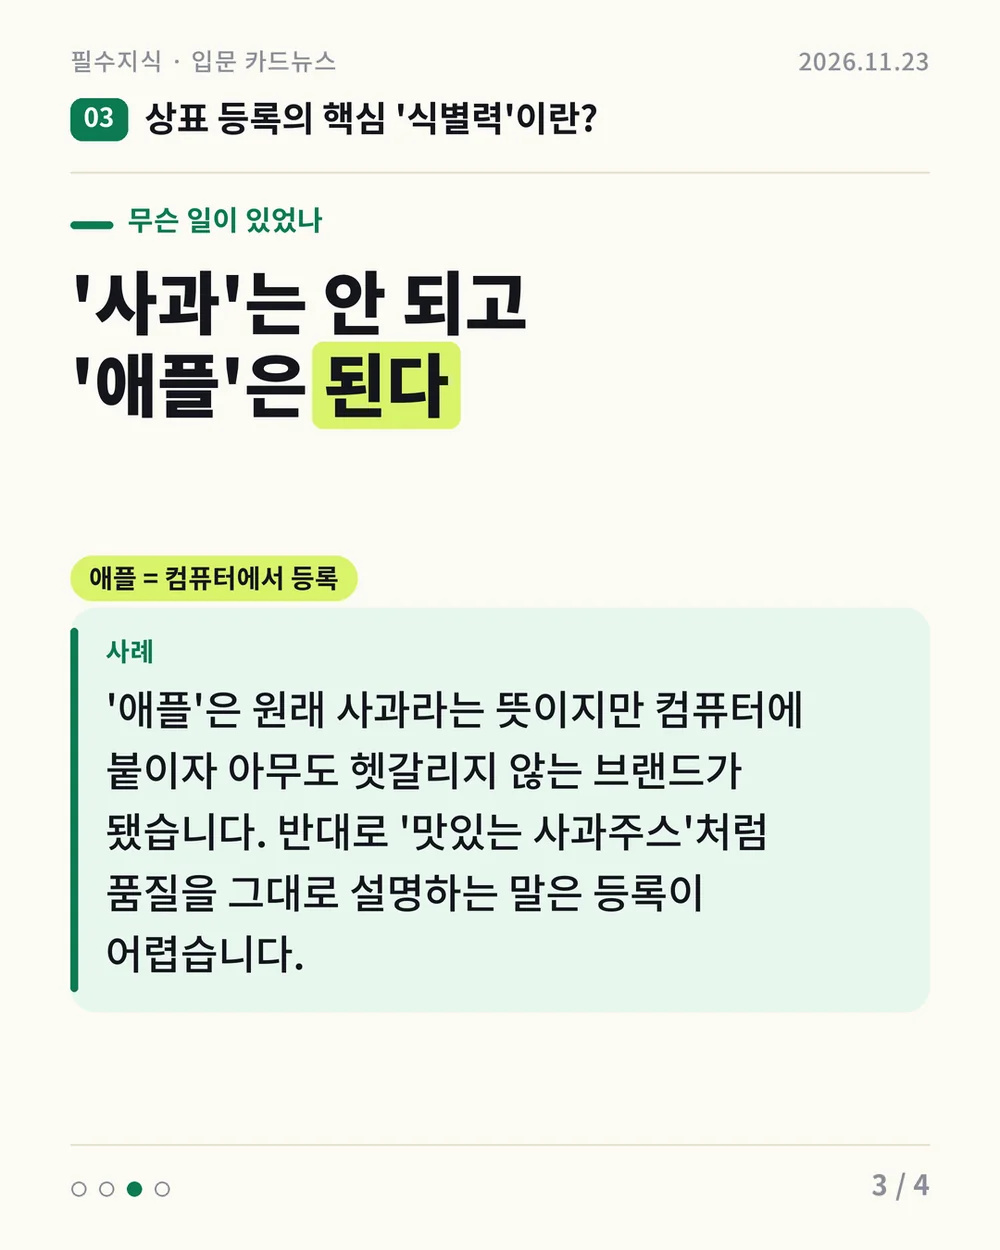 필수지식 · 입문 카드뉴스
2026.11.23
03 상표 등록의 핵심 '식별력'이란?
무슨 일이 있었나
'사과'는 안 되고
'애플'은 된다
애플 = 컴퓨터에서 등록
사례
'애플'은 원래 사과라는 뜻이지만 컴퓨터에
붙이자 아무도 헷갈리지 않는 브랜드가
됐습니다. 반대로 '맛있는 사과주스'처럼
품질을 그대로 설명하는 말은 등록이
어렵습니다.
3 / 4